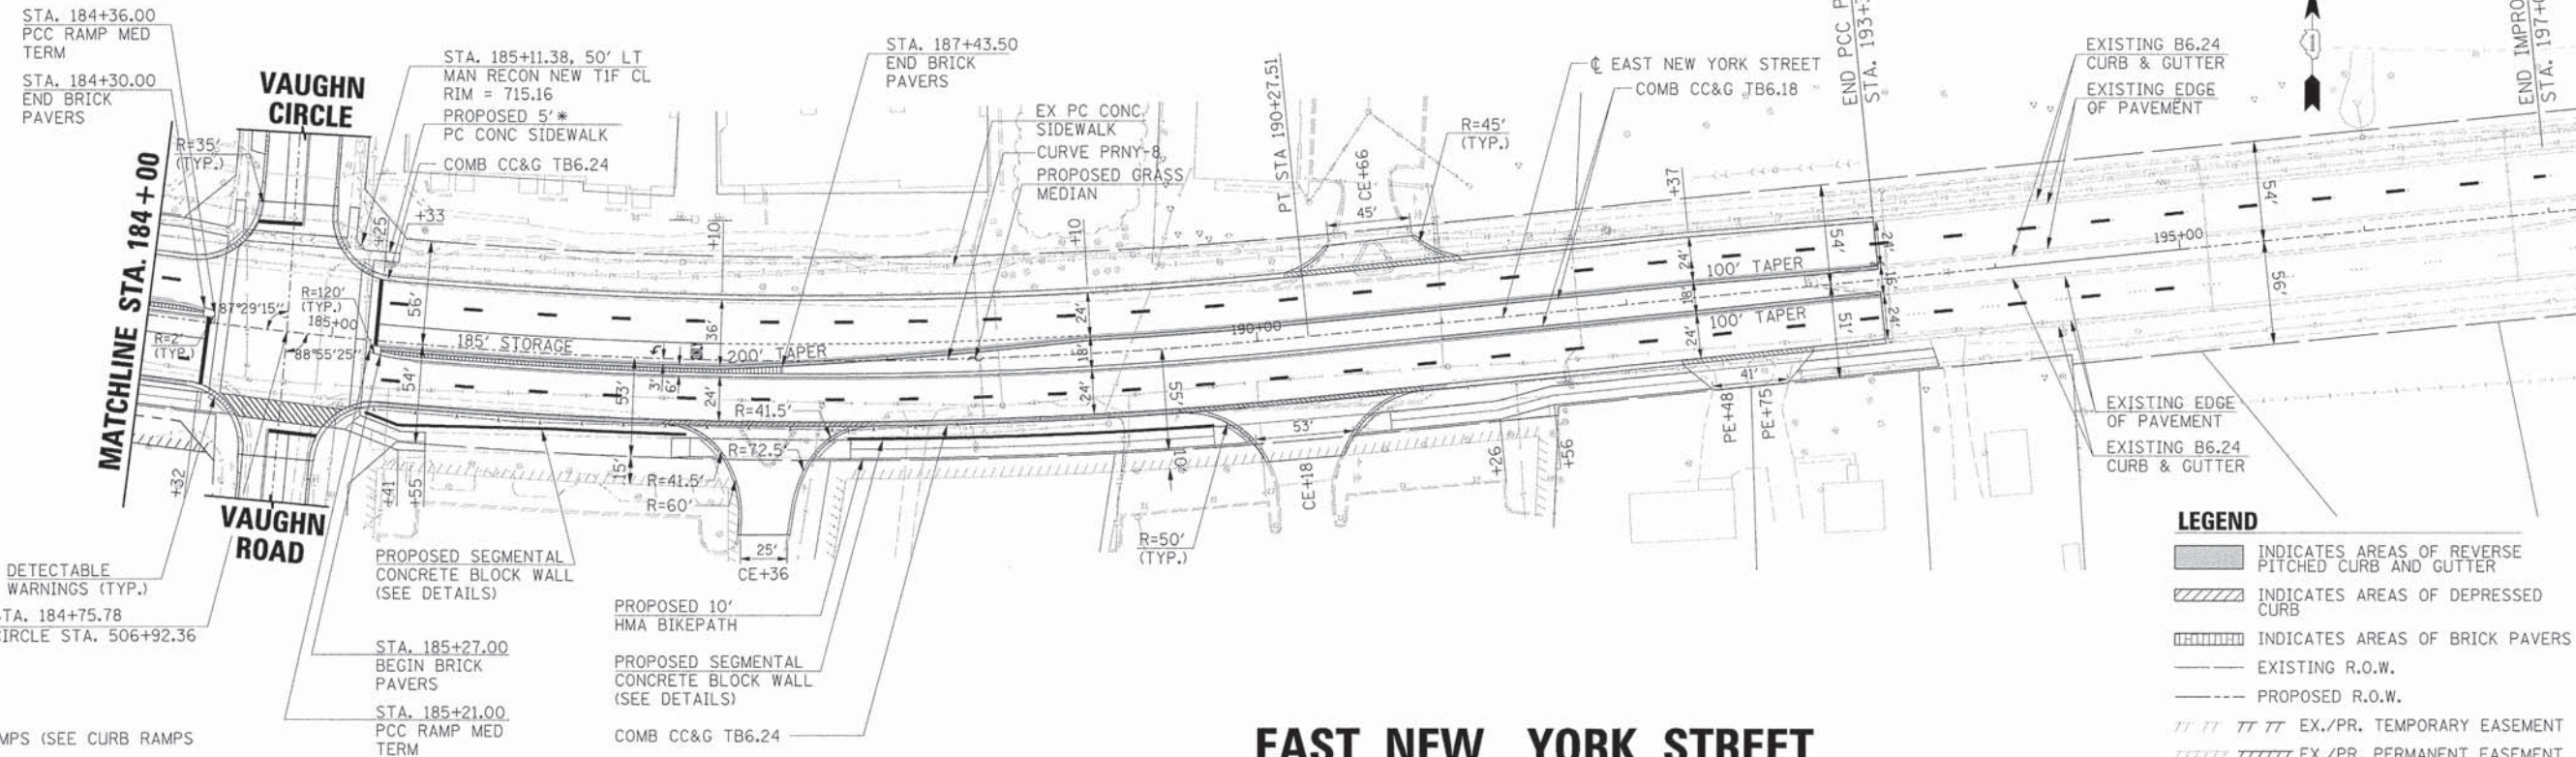 STA. 184+36.00
PCC RAMP MED
TERM
STA. 184+30.00
END BRICK
PAVERS
VAUGHN
CIRCLE
R=35'
(TYP.)
MATCHLINE STA. 184+00
STA. 185+11.38, 50' LT
MAN RECON NEW T1F CL
RIM = 715.16
PROPOSED 5'*
PC CONC SIDEWALK
COMB CC&G TB6.24
+25
+33
STA. 187+43.50
END BRICK
PAVERS
+10
EX PC CONC
SIDEWALK
CURVE PRNY-8
PROPOSED GRASS
MEDIAN
+10
PT STA 190+27.51
CE+66
45'
R=45'
(TYP.)
℄ EAST NEW YORK STREET
COMB CC&G TB6.18
+37
END PCC P
STA. 193+
EXISTING B6.24
CURB & GUTTER
EXISTING EDGE
OF PAVEMENT
END IMPRO
STA. 197+
87°29'15"
R=120'
(TYP.)
185+00
R=2'
(TYP.)
88°55'25"
56'
54'
185' STORAGE
200' TAPER
36'
53'
3'
6'
24'
24'
18'
24'
55'
190+00
24'
18'
24'
100' TAPER
100' TAPER
54'
51'
24'
16'
24'
195+00
54'
56'
41'
R=41.5'
R=72.5'
R=41.5'
R=60'
15'
10'
53'
CE+18
+26
+56
PE+48
PE+75
EXISTING EDGE
OF PAVEMENT
EXISTING B6.24
CURB & GUTTER
+32
+41
+55
VAUGHN
ROAD
25'
CE+36
R=50'
(TYP.)
DETECTABLE
WARNINGS (TYP.)
STA. 184+75.78
CIRCLE STA. 506+92.36
PROPOSED SEGMENTAL
CONCRETE BLOCK WALL
(SEE DETAILS)
STA. 185+27.00
BEGIN BRICK
PAVERS
STA. 185+21.00
PCC RAMP MED
TERM
PROPOSED 10'
HMA BIKEPATH
PROPOSED SEGMENTAL
CONCRETE BLOCK WALL
(SEE DETAILS)
COMB CC&G TB6.24
MPS (SEE CURB RAMPS
EAST NEW YORK STREET
LEGEND
INDICATES AREAS OF REVERSE
PITCHED CURB AND GUTTER
INDICATES AREAS OF DEPRESSED
CURB
INDICATES AREAS OF BRICK PAVERS
EXISTING R.O.W.
PROPOSED R.O.W.
EX./PR. TEMPORARY EASEMENT
EX./PR. PERMANENT EASEMENT